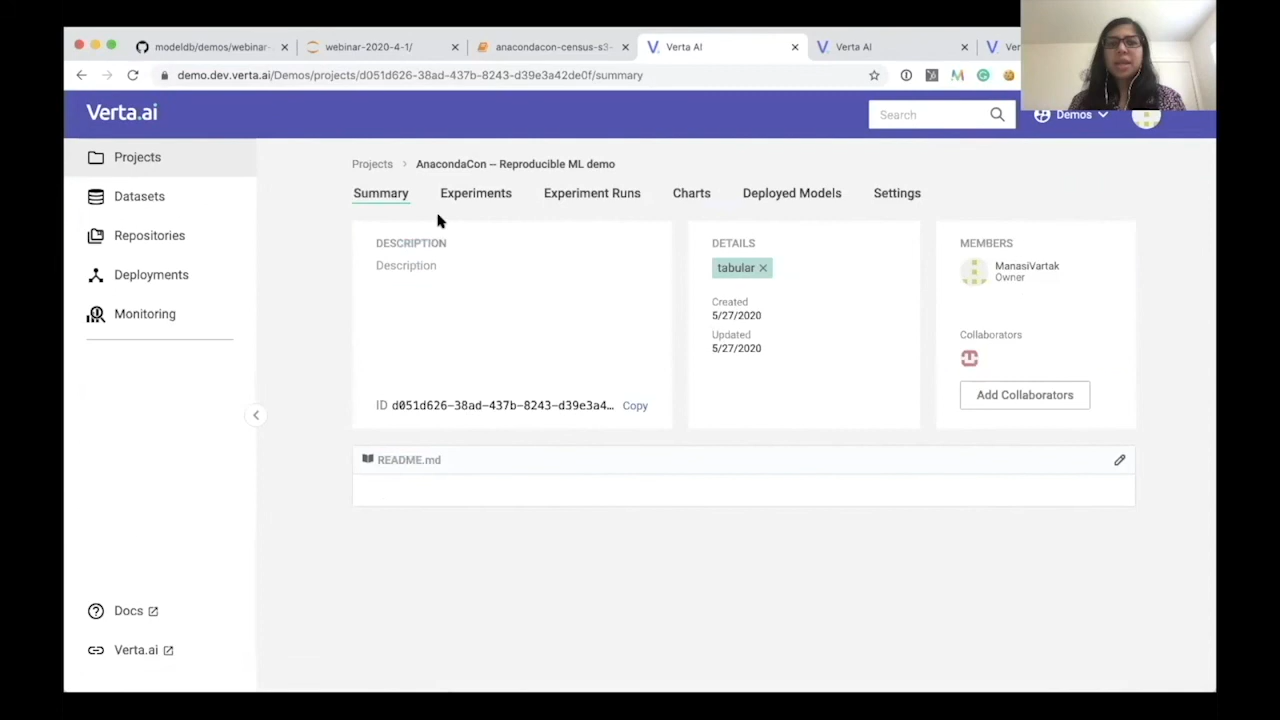 modeldb/demos/webinar-
webinar-2020-4-1/
anacondacon-census-s3-
Verta AI
Verta AI
demo.dev.verta.ai/Demos/projects/d051d626-38ad-437b-8243-d39e3a42de0f/summary
Verta.ai
Search
Demos
Projects
Datasets
Repositories
Deployments
Monitoring
Docs
Verta.ai
Projects > AnacondaCon – Reproducible ML demo
Summary
Experiments
Experiment Runs
Charts
Deployed Models
Settings
DESCRIPTION
Description
ID d051d626-38ad-437b-8243-d39e3a4… Copy
DETAILS
tabular
Created
5/27/2020
Updated
5/27/2020
MEMBERS
ManasiVartak
Owner
Collaborators
Add Collaborators
README.md